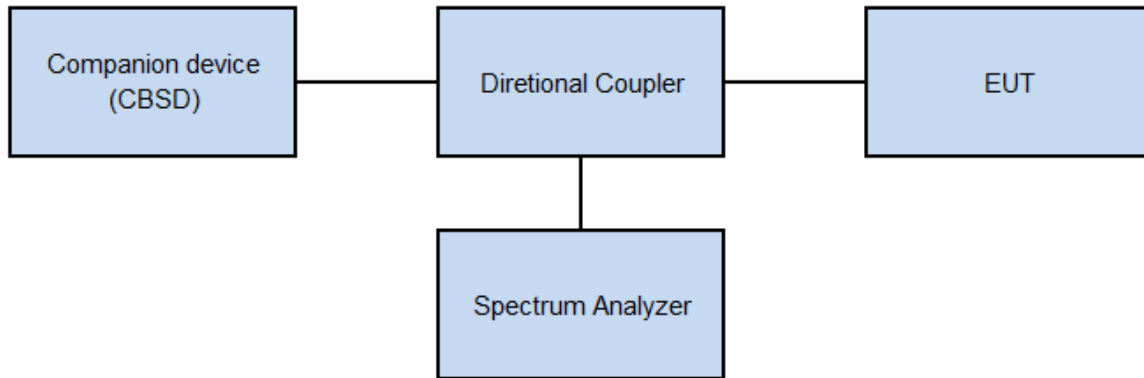 Companion device
(CBSD)
Diretional Coupler
EUT
Spectrum Analyzer